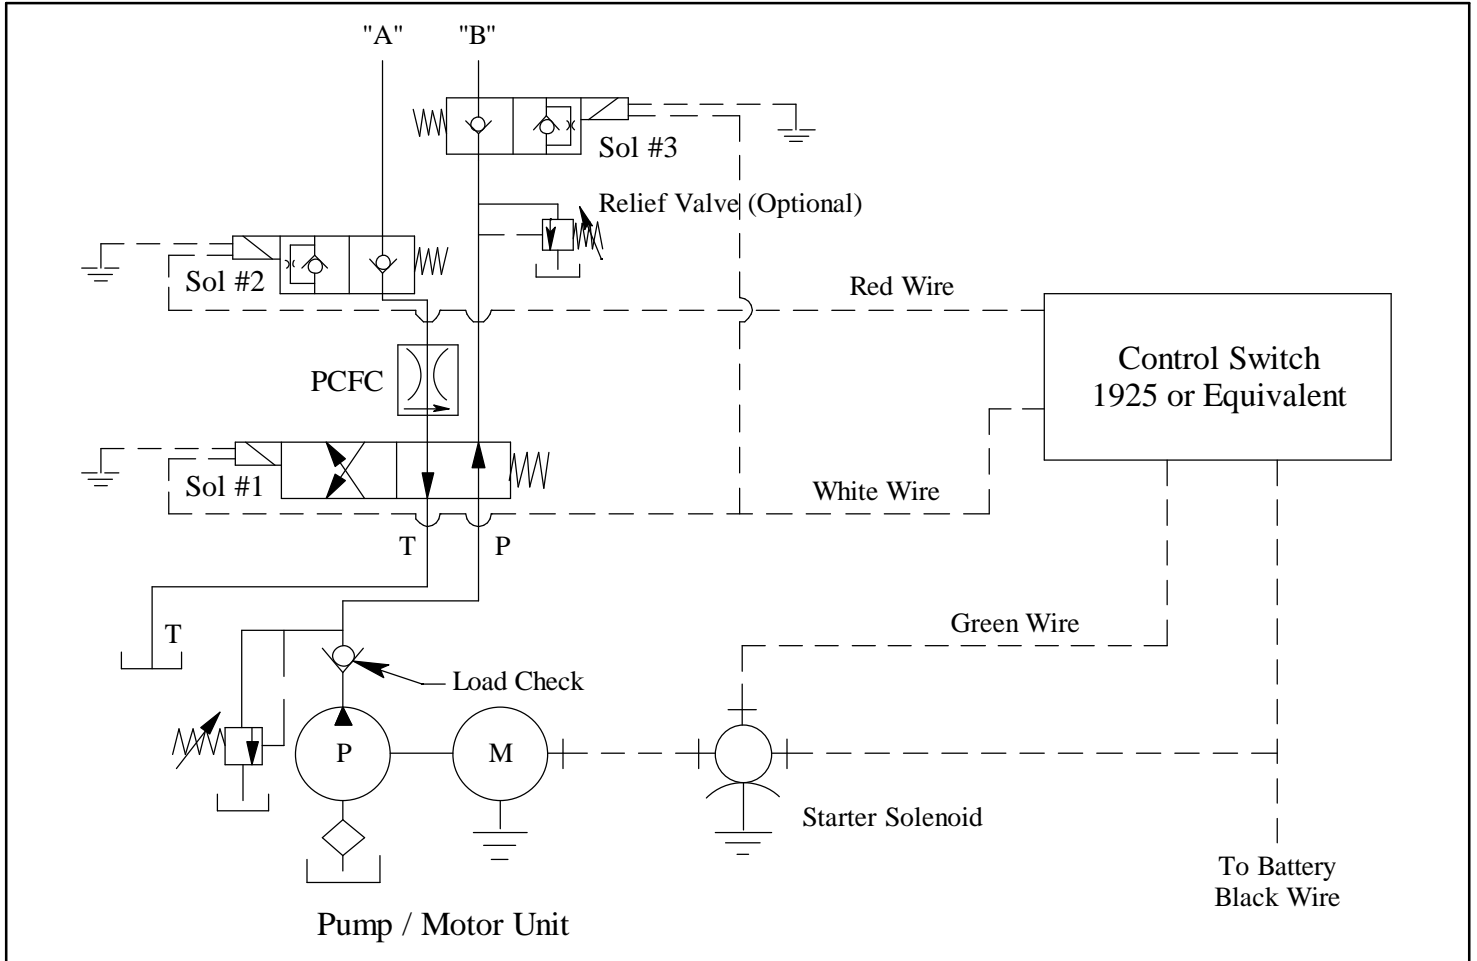 "A" "B"
Sol #3
Relief Valve (Optional)
Sol #2
Red Wire
Control Switch
1925 or Equivalent
PCFC
Sol #1
White Wire
T P
Green Wire
T
Load Check
P M
Starter Solenoid
To Battery
Black Wire
Pump / Motor Unit